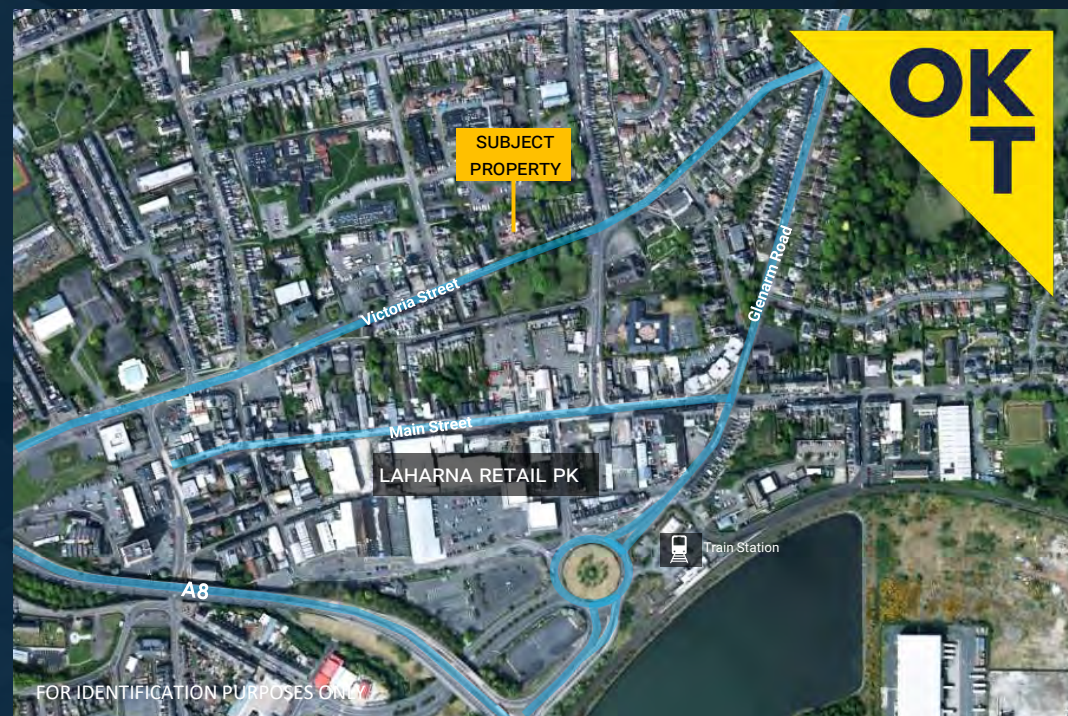 OK
T
SUBJECT
PROPERTY
Glenarm Road
Victoria Street
Main Street
LAHARNA RETAIL PK
Train Station
A8
FOR IDENTIFICATION PURPOSES ONLY